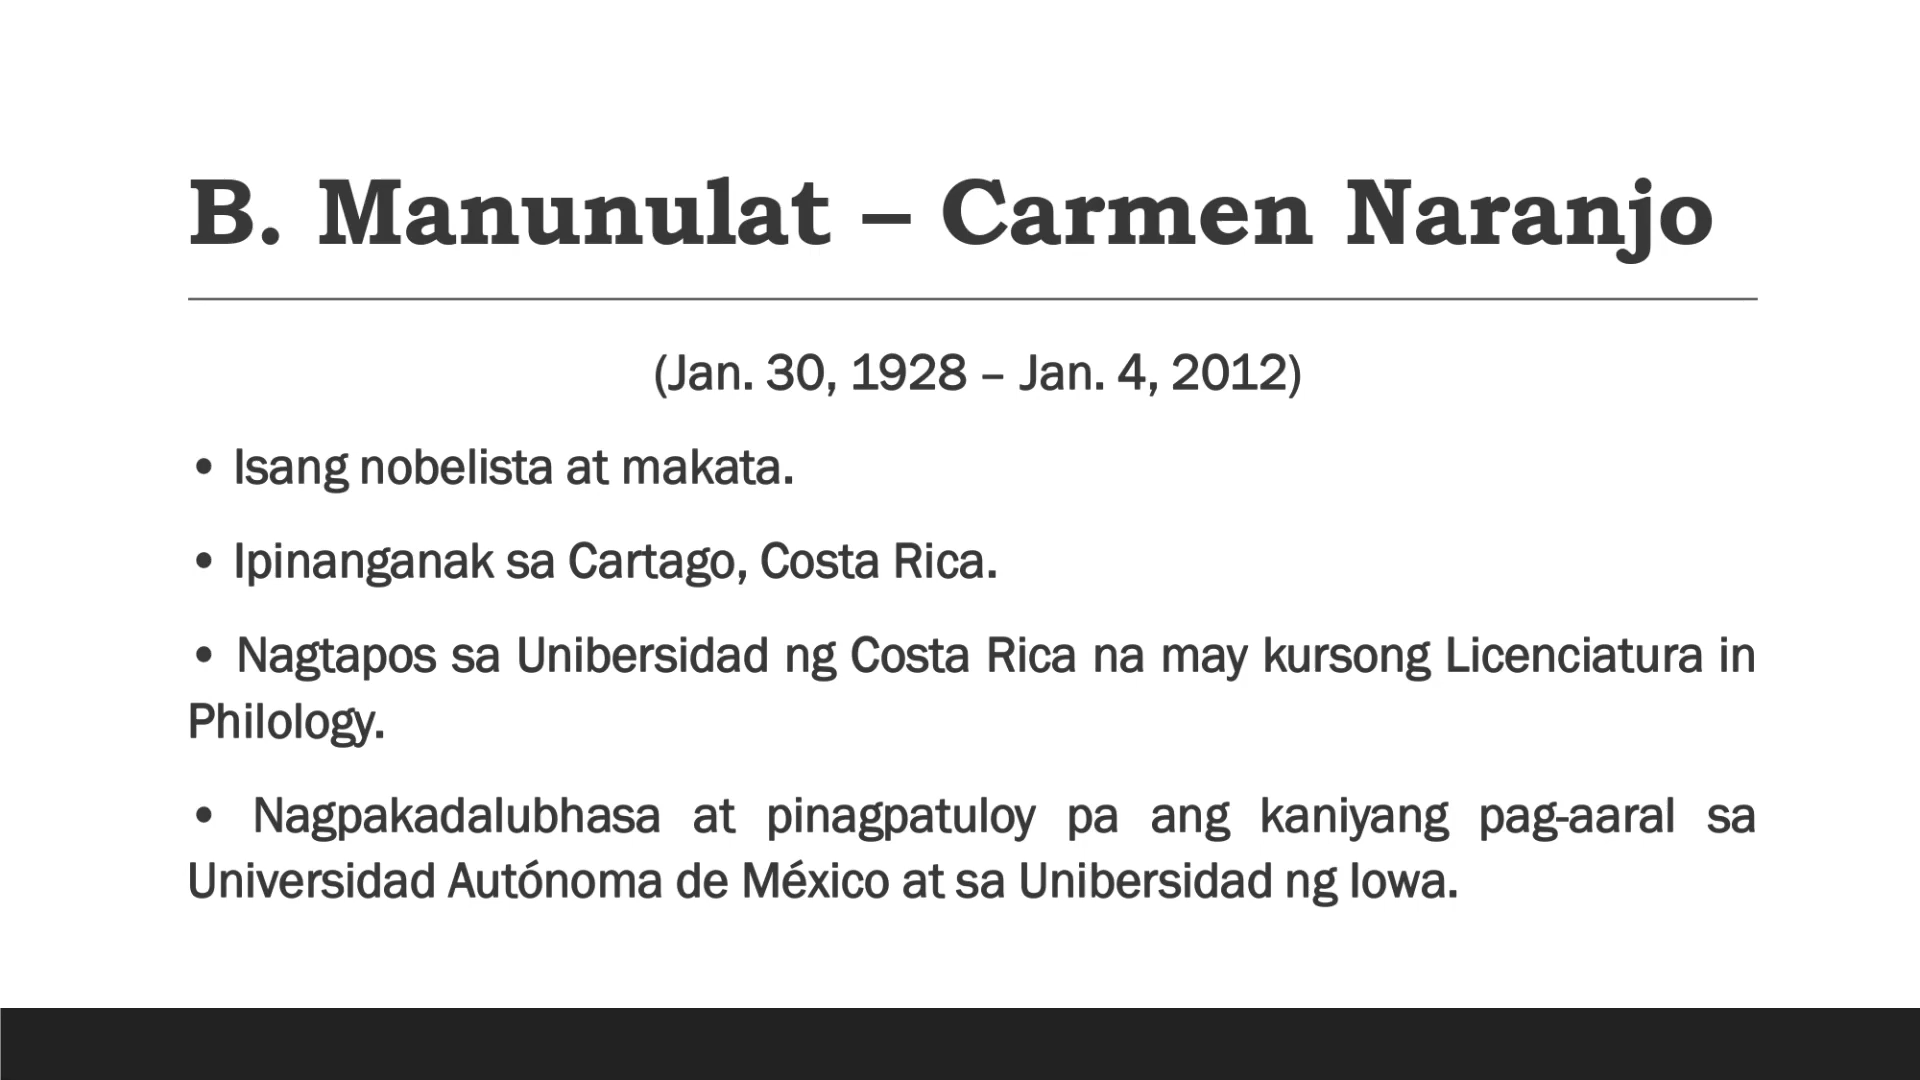 B. Manunulat – Carmen Naranjo
(Jan. 30, 1928 – Jan. 4, 2012)
• Isang nobelista at makata.
• Ipinanganak sa Cartago, Costa Rica.
• Nagtapos sa Unibersidad ng Costa Rica na may kursong Licenciatura in
Philology.
• Nagpakadalubhasa at pinagpatuloy pa ang kaniyang pag-aaral sa
Universidad Autónoma de México at sa Unibersidad ng Iowa.